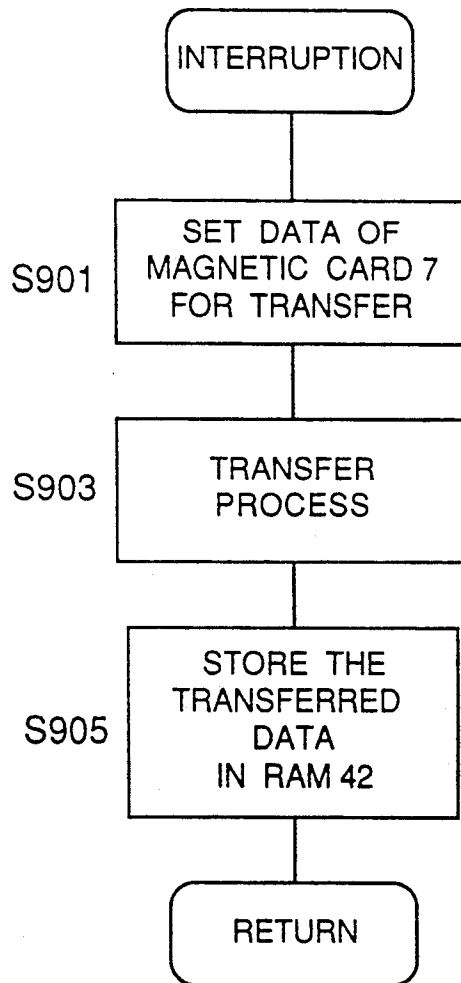 INTERRUPTION
S901
SET DATA OF
MAGNETIC CARD 7
FOR TRANSFER
S903
TRANSFER
PROCESS
S905
STORE THE
TRANSFERRED
DATA
IN RAM 42
RETURN